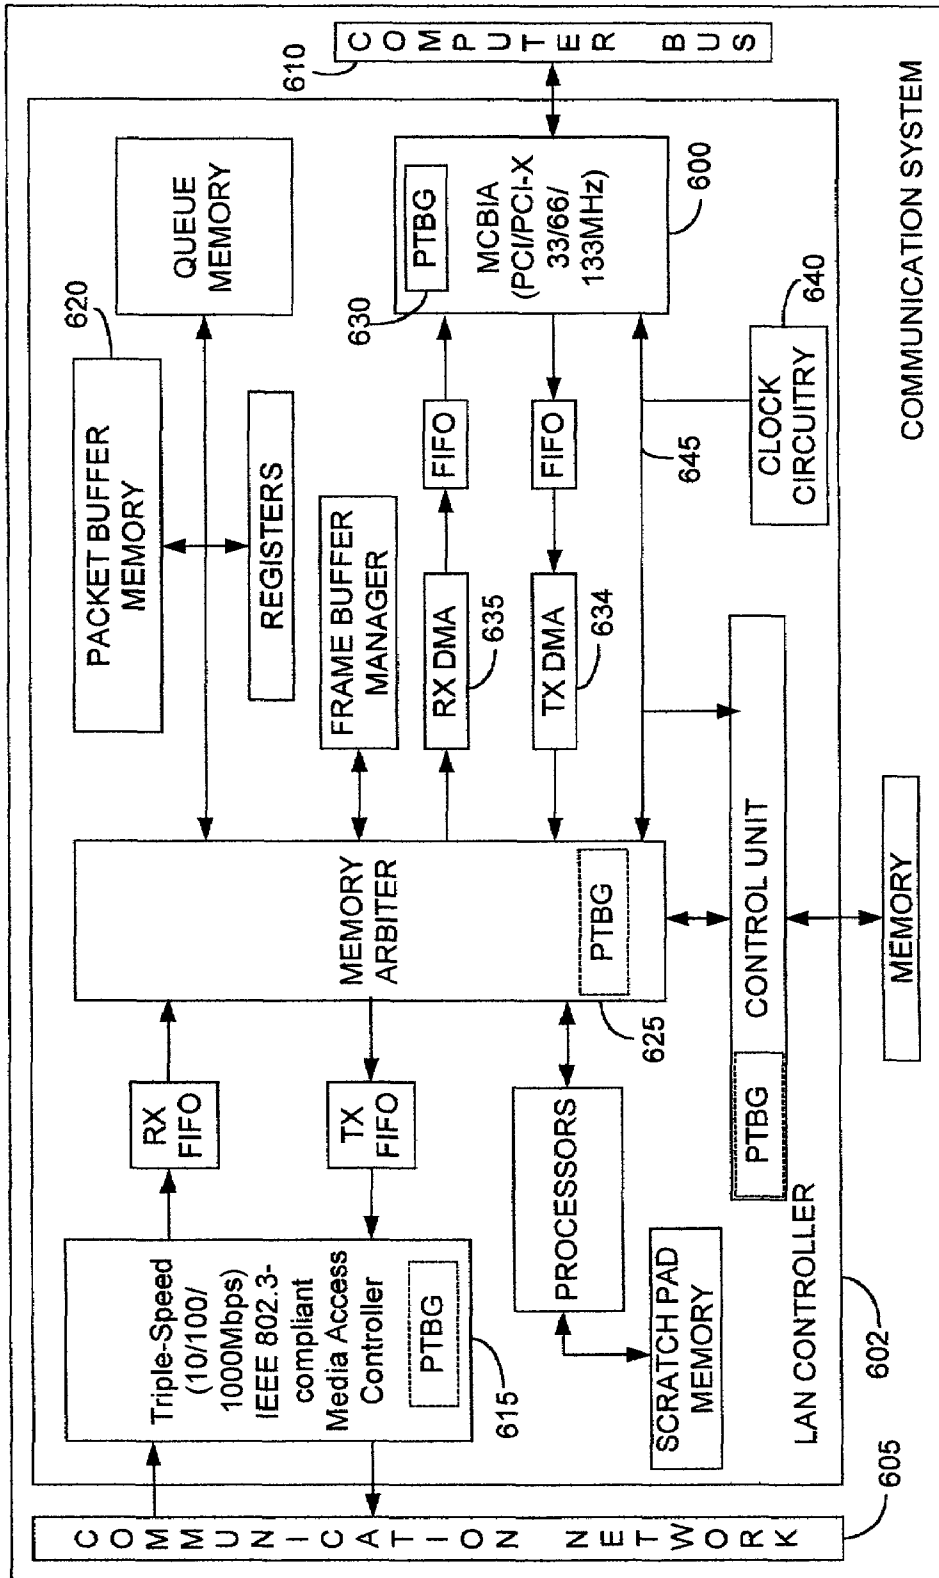 COMMUNICATION NETWORK
605
Triple-Speed
(10/100/
1000Mbps)
IEEE 802.3-
compliant
Media Access
Controller
PTBG
615
RX
FIFO
TX
FIFO
PROCESSORS
SCRATCH PAD
MEMORY
LAN CONTROLLER
602
MEMORY
ARBITER
PTBG
625
PTBG
CONTROL UNIT
MEMORY
PACKET BUFFER
MEMORY
620
REGISTERS
QUEUE
MEMORY
FRAME BUFFER
MANAGER
RX DMA
635
FIFO
TX DMA
634
FIFO
PTBG
630
MCBIA
(PCI/PCI-X
33/66/
133MHz)
600
645
CLOCK
CIRCUITRY
640
610
COMPUTER BUS
COMMUNICATION SYSTEM